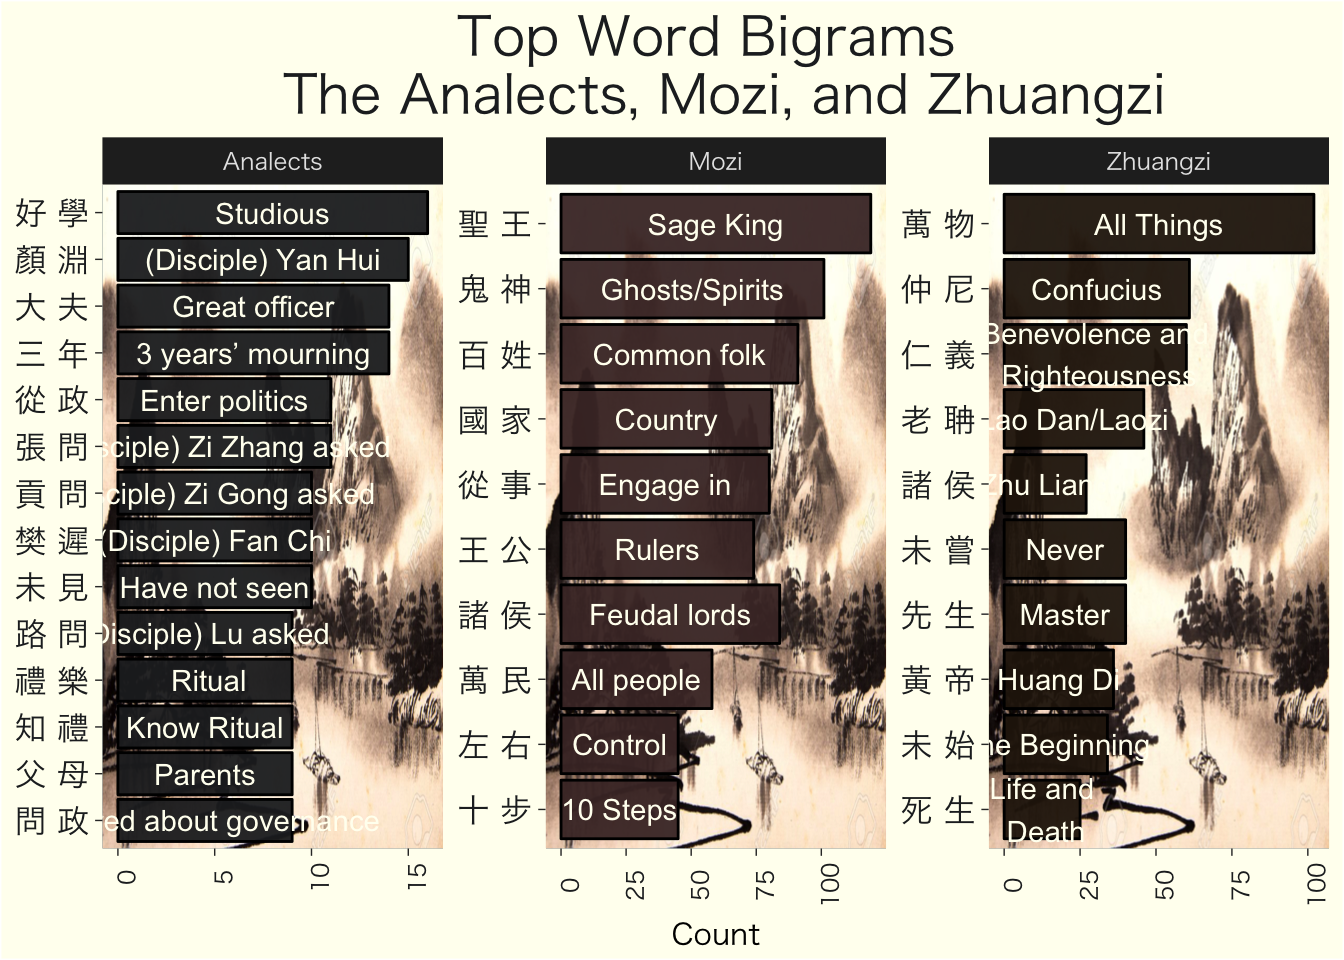 Top Word Bigrams
The Analects, Mozi, and Zhuangzi
Analects
好 學 Studious
顏 淵 (Disciple) Yan Hui
大 夫 Great officer
三 年 3 years’ mourning
從 政 Enter politics
張 問 sciple) Zi Zhang asked
貢 問 ciple) Zi Gong asked
樊 遲 (Disciple) Fan Chi
未 見 Have not seen
路 問 Disciple) Lu asked
禮 樂 Ritual
知 禮 Know Ritual
父 母 Parents
問 政 ed about governance
0 5 10 15
Mozi
聖 王 Sage King
鬼 神 Ghosts/Spirits
百 姓 Common folk
國 家 Country
從 事 Engage in
王 公 Rulers
諸 侯 Feudal lords
萬 民 All people
左 右 Control
十 步 10 Steps
0 25 50 75 100
Zhuangzi
萬 物 All Things
仲 尼 Confucius
仁 義 Benevolence an
Righteousness
老 聃 Lao Dan/Laozi
諸 侯 Zhu Lian
未 嘗 Never
先 生 Master
黃 帝 Huang Di
未 始 he Beginning
死 生 Life and
Death
0 25 50 75 100
Count